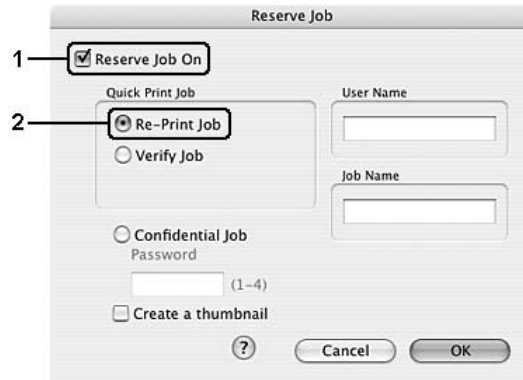 Reserve Job
1
Reserve Job On
Quick Print Job
User Name
2
Re-Print Job
Verify Job
Job Name
Confidential Job
Password
(1-4)
Create a thumbnail
?
Cancel
OK